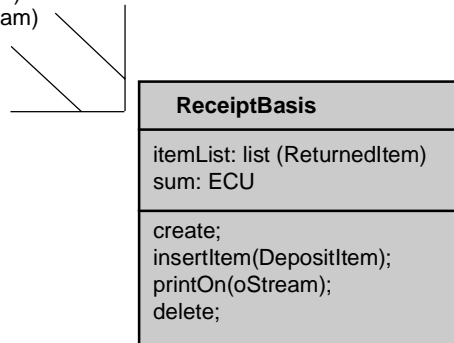 am)
ReceiptBasis
itemList: list (ReturnedItem)
sum: ECU
create;
insertItem(DepositItem);
printOn(oStream);
delete;